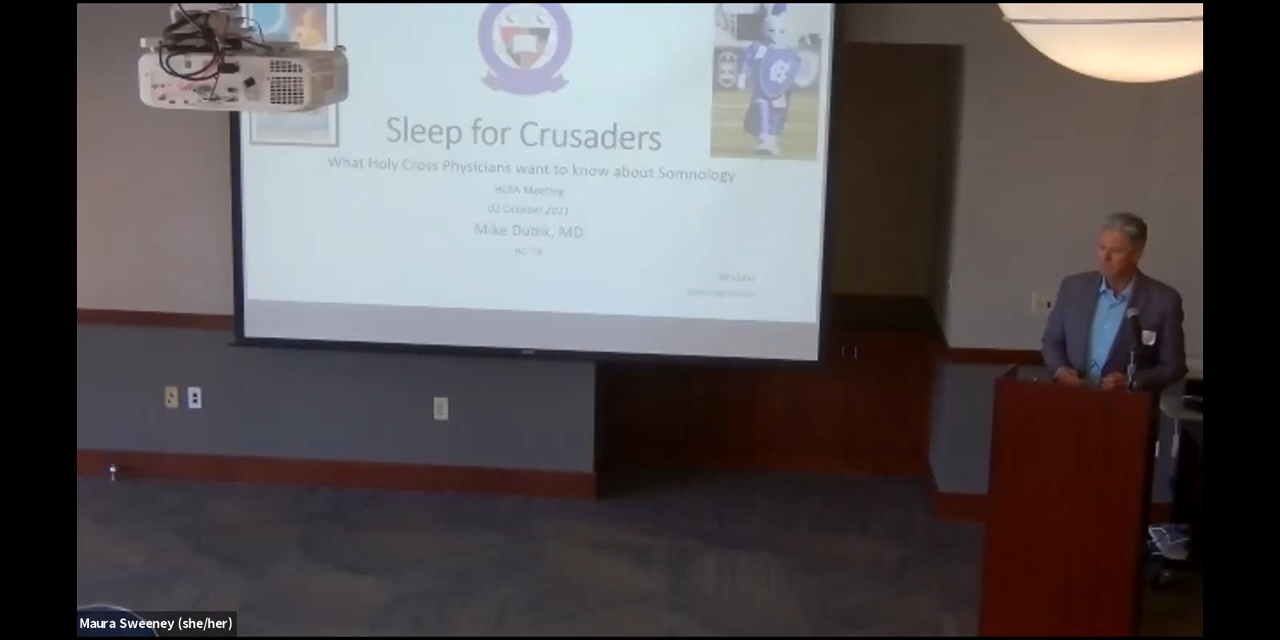 Sleep for Crusaders
What Holy Cross Physicians want to know about Somnology
Meeting
02 October 2021
Mike Dubik, MD
Maura Sweeney (she/her)